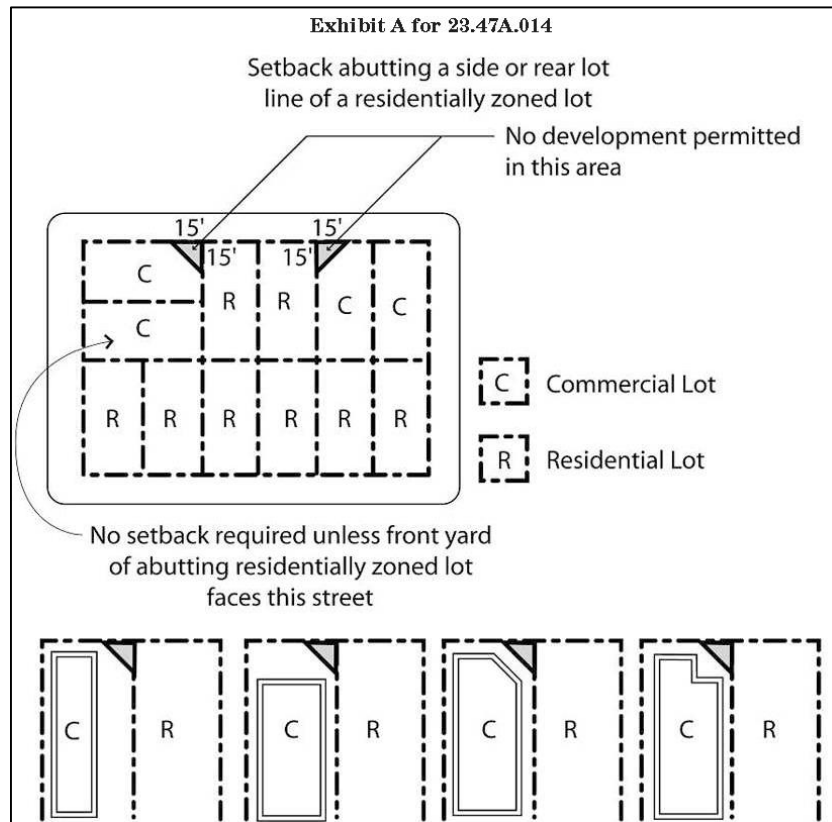 Exhibit A for 23.47A.014
Setback abutting a side or rear lot
line of a residentially zoned lot
No development permitted
in this area
15'
15' 15'
C R R C C
C
R R R R R R
C Commercial Lot
R Residential Lot
No setback required unless front yard
of abutting residentially zoned lot
faces this street
C R C R C R C R